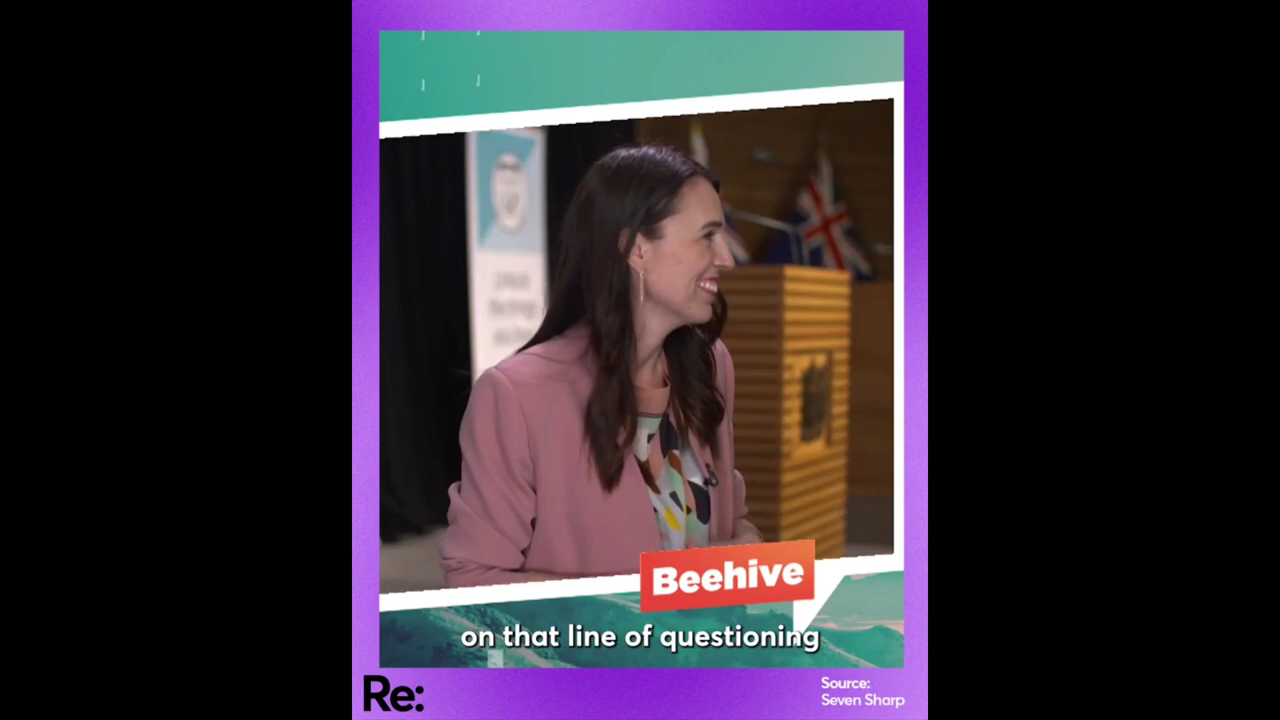 Beehive
on that line of questioning
Re:
Source:
Seven Sharp